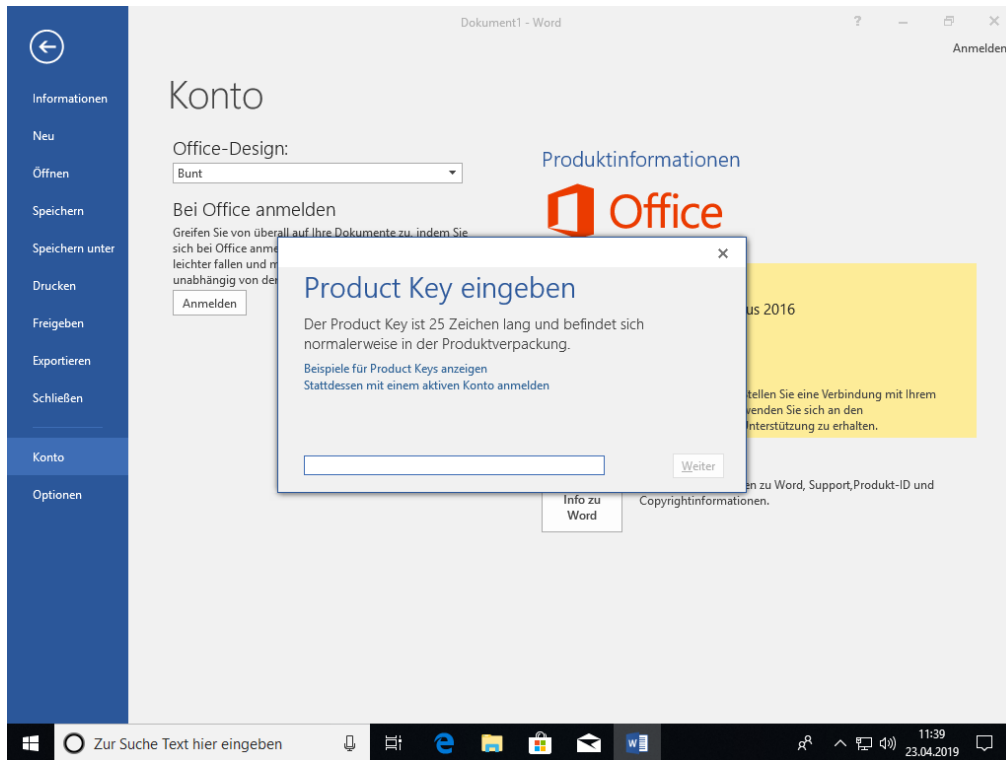 Dokument1 - Word
?
Anmelden
Informationen
Neu
Öffnen
Speichern
Speichern unter
Drucken
Freigeben
Exportieren
Schließen
Konto
Optionen
Konto
Office-Design:
Bunt
Bei Office anmelden
Greifen Sie von überall auf Ihre Dokumente zu, indem Sie
sich bei Office anme
leichter fallen und m
unabhängig von der
Anmelden
Produktinformationen
Office
us 2016
tellen Sie eine Verbindung mit Ihrem
wenden Sie sich an den
Unterstützung zu erhalten.
Product Key eingeben
Der Product Key ist 25 Zeichen lang und befindet sich
normalerweise in der Produktverpackung.
Beispiele für Product Keys anzeigen
Stattdessen mit einem aktiven Konto anmelden
Weiter
Info zu
Word
en zu Word, Support,Produkt-ID und
Copyrightinformationen.
Zur Suche Text hier eingeben
11:39
23.04.2019